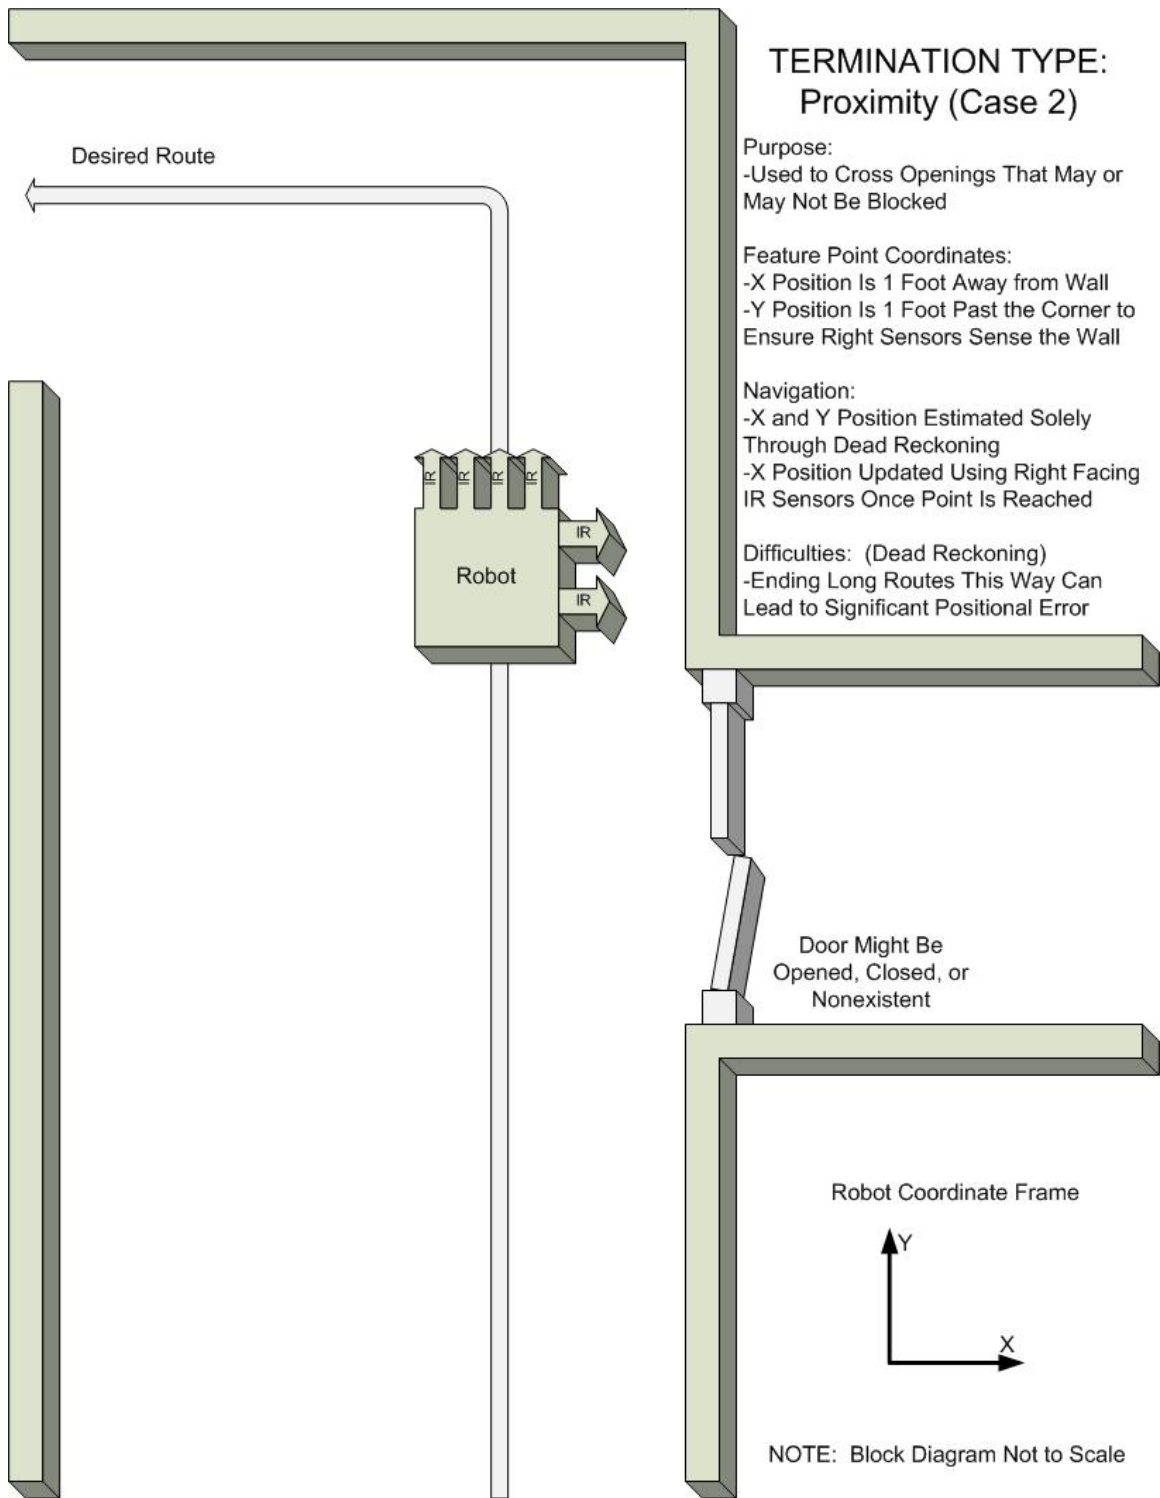 TERMINATION TYPE:
Proximity (Case 2)
Purpose:
-Used to Cross Openings That May or
May Not Be Blocked
Feature Point Coordinates:
-X Position Is 1 Foot Away from Wall
-Y Position Is 1 Foot Past the Corner to
Ensure Right Sensors Sense the Wall
Navigation:
-X and Y Position Estimated Solely
Through Dead Reckoning
-X Position Updated Using Right Facing
IR Sensors Once Point Is Reached
Difficulties:  (Dead Reckoning)
-Ending Long Routes This Way Can
Lead to Significant Positional Error
Desired Route
IR
IR
IR
IR
IR
IR
Robot
Door Might Be
Opened, Closed, or
Nonexistent
Robot Coordinate Frame
Y
X
NOTE:  Block Diagram Not to Scale